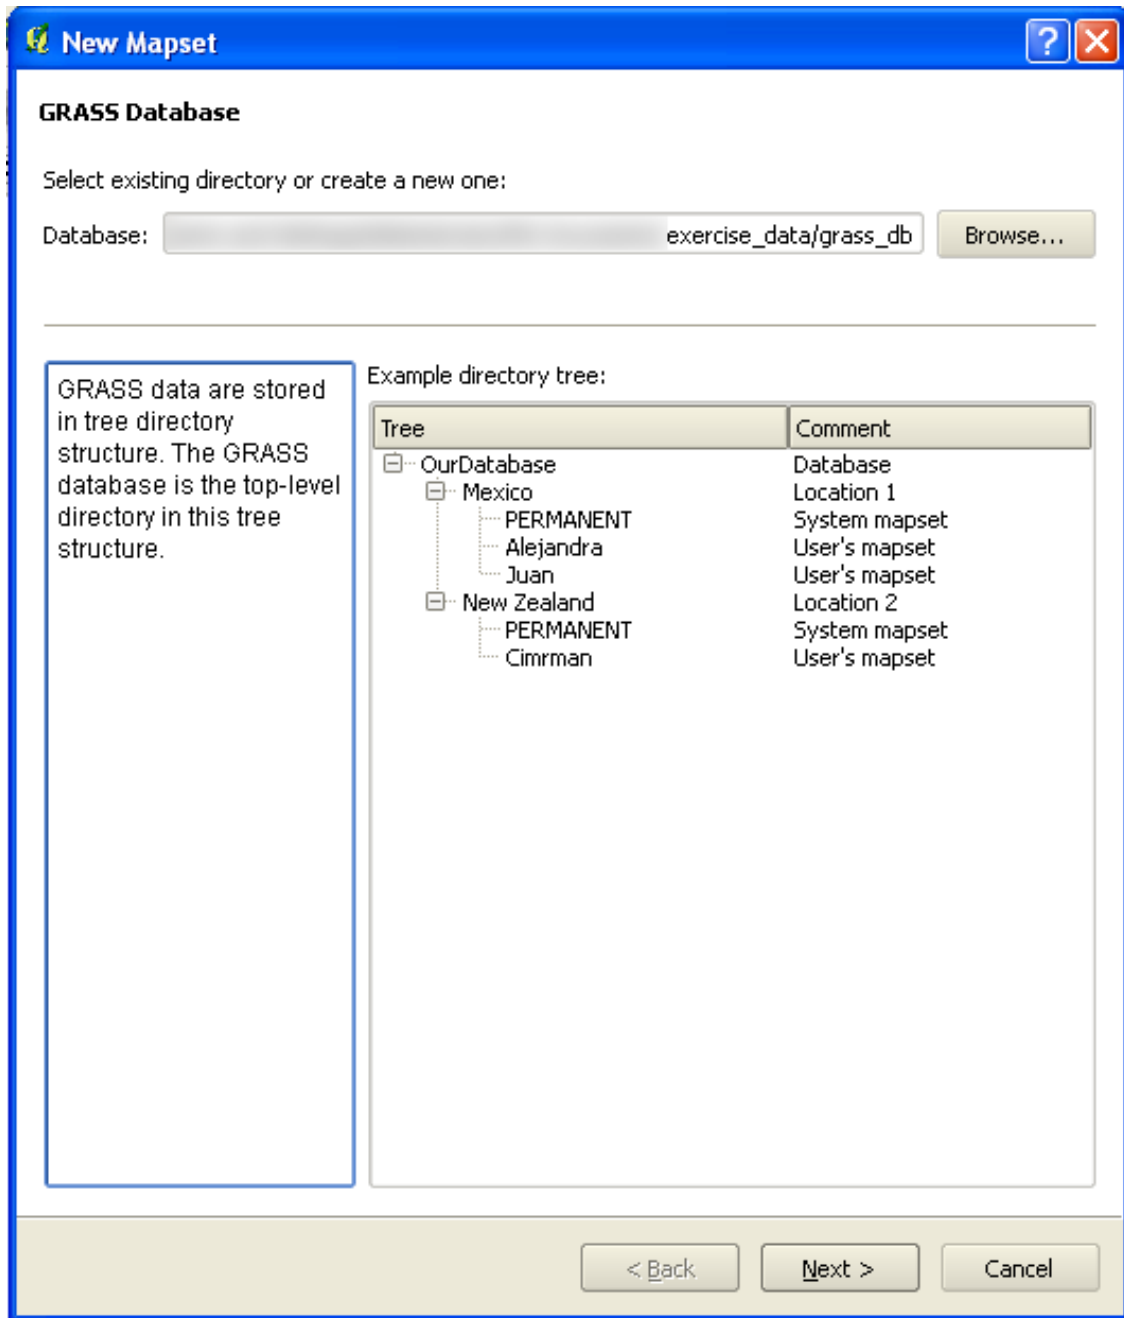 New Mapset
GRASS Database
Select existing directory or create a new one:
Database: exercise_data/grass_db Browse...
GRASS data are stored
in tree directory
structure. The GRASS
database is the top-level
directory in this tree
structure.
Example directory tree:
Tree Comment
OurDatabase Database
Mexico Location 1
PERMANENT System mapset
Alejandra User's mapset
Juan User's mapset
New Zealand Location 2
PERMANENT System mapset
Cimrman User's mapset
< Back Next > Cancel